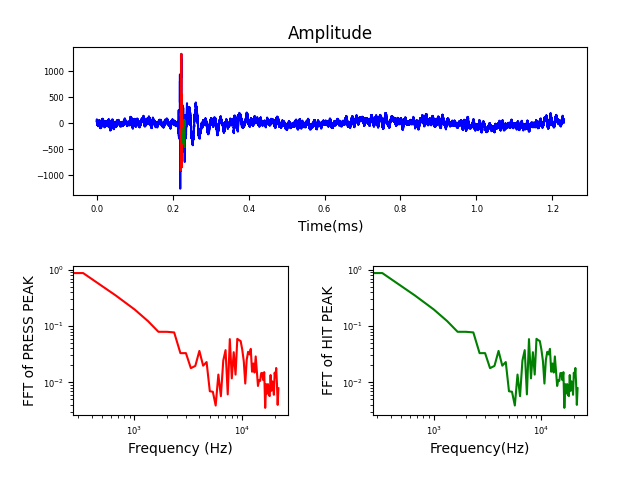 Amplitude
1000
500
0
−500
−1000
0.0 0.2 0.4 0.6 0.8 1.0 1.2
Time(ms)
FFT of PRESS PEAK
10⁰
10⁻¹
10⁻²
10³ 10⁴
Frequency (Hz)
FFT of HIT PEAK
10⁰
10⁻¹
10⁻²
10³ 10⁴
Frequency(Hz)